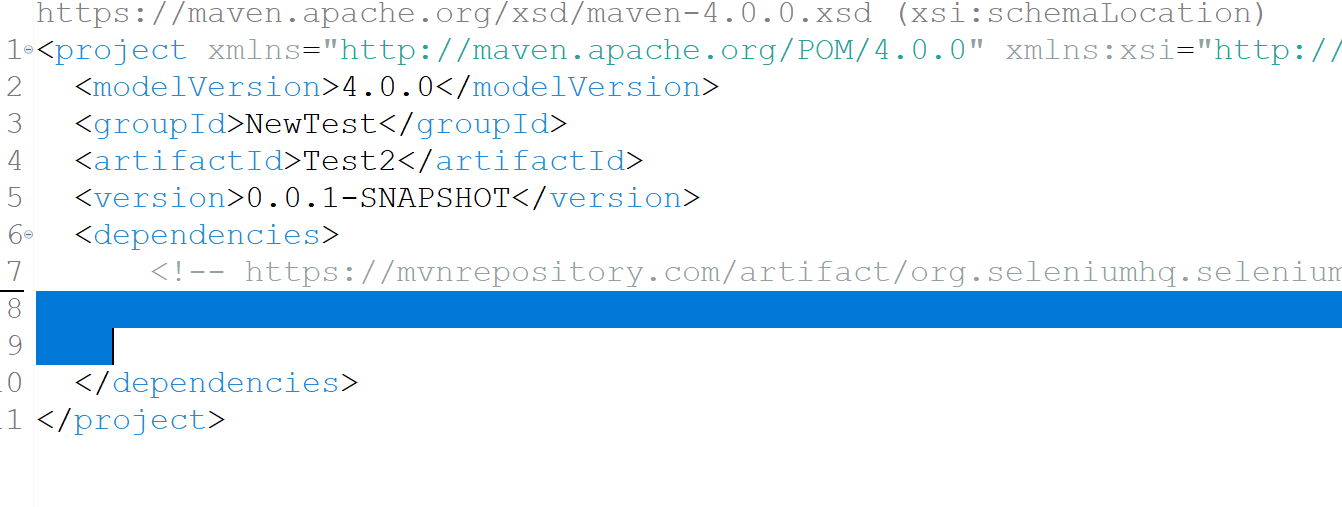 https://maven.apache.org/xsd/maven-4.0.0.xsd (xsi:schemaLocation)
1 <project xmlns="http://maven.apache.org/POM/4.0.0" xmlns:xsi="http://
2 <modelVersion>4.0.0</modelVersion>
3 <groupId>NewTest</groupId>
4 <artifactId>Test2</artifactId>
5 <version>0.0.1-SNAPSHOT</version>
6 <dependencies>
7 <!-- https://mvnrepository.com/artifact/org.seleniumhq.selenium
8
9
10 </dependencies>
11 </project>